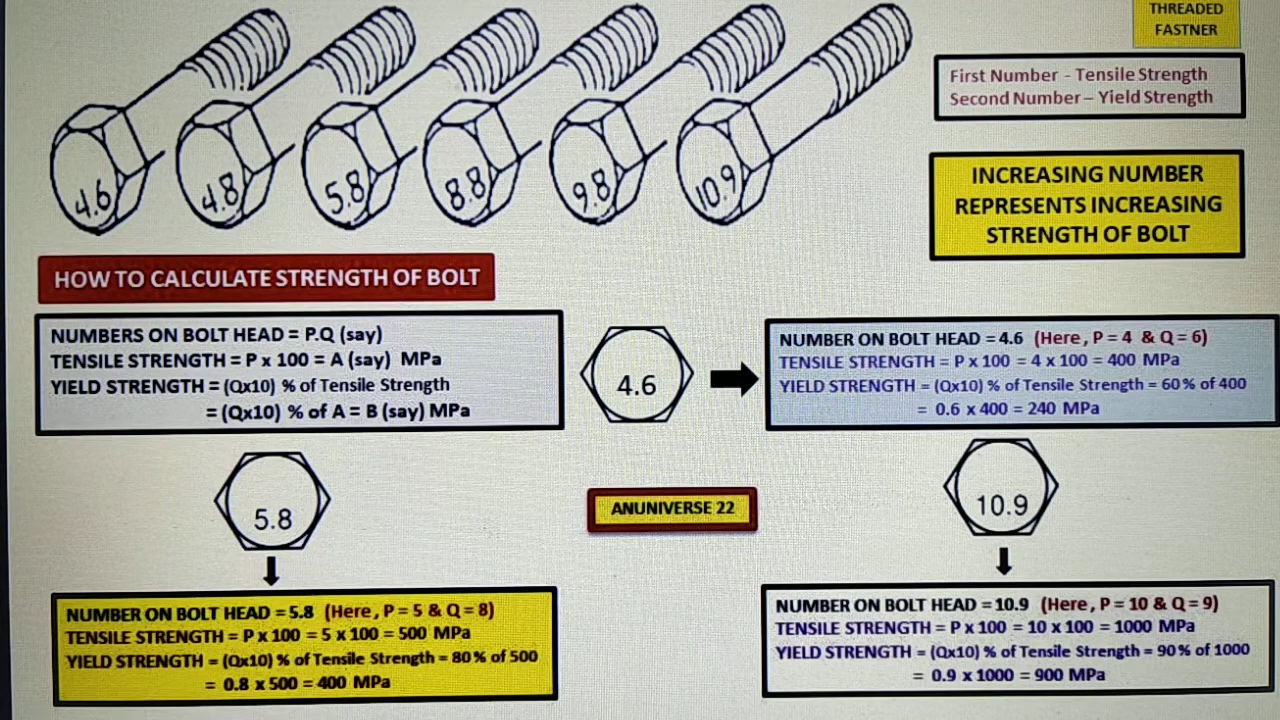 THREADED
FASTNER
First Number - Tensile Strength
Second Number – Yield Strength
4.6
4.8
5.8
8.8
9.8
10.9
INCREASING NUMBER
REPRESENTS INCREASING
STRENGTH OF BOLT
HOW TO CALCULATE STRENGTH OF BOLT
NUMBERS ON BOLT HEAD = P.Q (say)
TENSILE STRENGTH = P x 100 = A (say) MPa
YIELD STRENGTH = (Qx10) % of Tensile Strength
= (Qx10) % of A = B (say) MPa
4.6
NUMBER ON BOLT HEAD = 4.6 (Here, P = 4 & Q = 6)
TENSILE STRENGTH = P x 100 = 4 x 100 = 400 MPa
YIELD STRENGTH = (Qx10) % of Tensile Strength = 60% of 400
= 0.6 x 400 = 240 MPa
5.8
ANUNIVERSE 22
10.9
NUMBER ON BOLT HEAD = 5.8 (Here, P = 5 & Q = 8)
TENSILE STRENGTH = P x 100 = 5 x 100 = 500 MPa
YIELD STRENGTH = (Qx10) % of Tensile Strength = 80% of 500
= 0.8 x 500 = 400 MPa
NUMBER ON BOLT HEAD = 10.9 (Here, P = 10 & Q = 9)
TENSILE STRENGTH = P x 100 = 10 x 100 = 1000 MPa
YIELD STRENGTH = (Qx10) % of Tensile Strength = 90% of 1000
= 0.9 x 1000 = 900 MPa